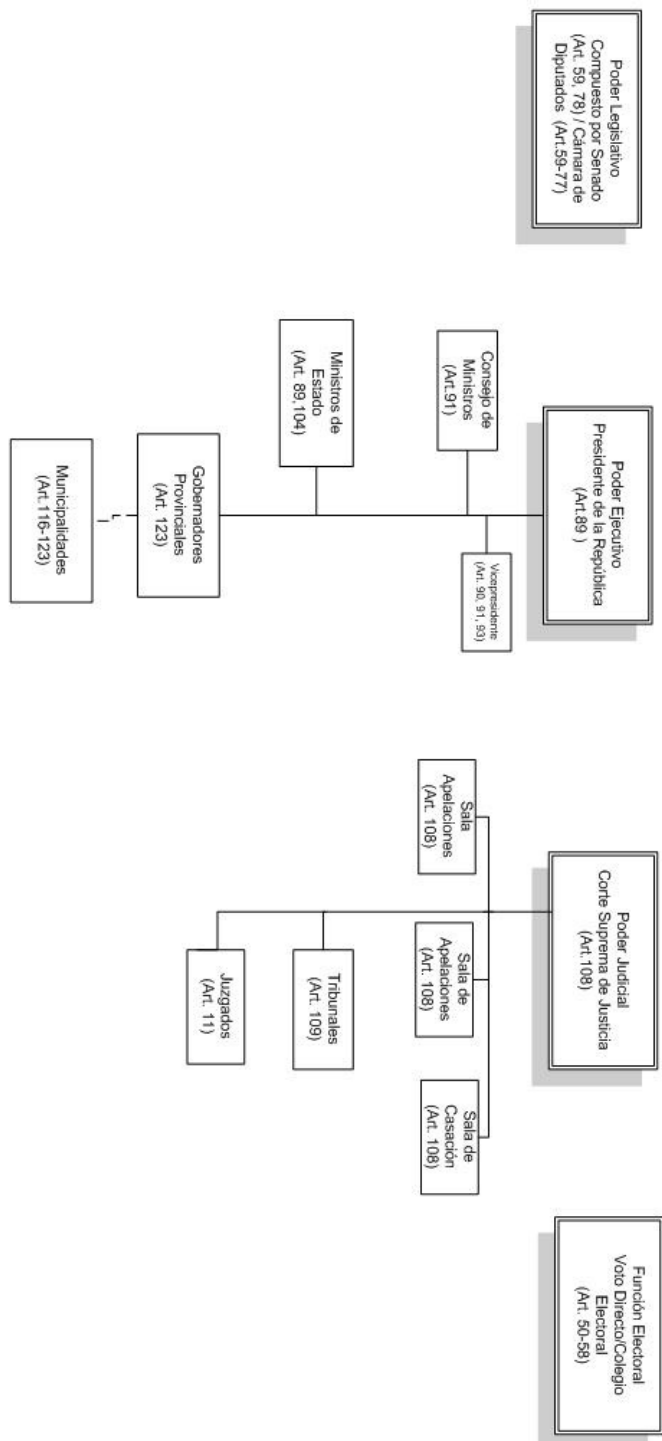 Poder Legislativo
Compuesto por Senado
(Art. 59, 78) / Cámara de
Diputados (Art.59-77)
Poder Ejecutivo
Presidente de la República
(Art.89 )
Consejo de
Ministros
(Art.91)
Vicepresidente
(Art. 90, 91, 93)
Ministros de
Estado
(Art. 89,104)
Gobernadores
Provinciales
(Art. 123)
Municipalidades
(Art.116-123)
Poder Judicial
Corte Suprema de Justicia
(Art.108)
Sala
Apelaciones
(Art. 108)
Sala de
Apelaciones
(Art. 108)
Sala de
Casación
(Art. 108)
Tribunales
(Art. 109)
Juzgados
(Art. 11)
Función Electoral
Voto Directo/Colegio
Electoral
(Art. 50-58)